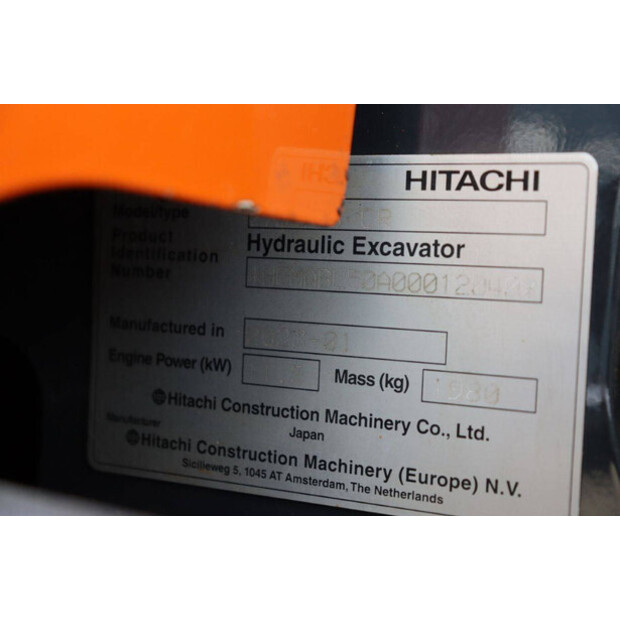 HITACHI
Model/type
Hydraulic Excavator
Product
Identification
Number
Manufactured in
Engine Power (kW)
Mass (kg)
Hitachi Construction Machinery Co., Ltd.
Japan
Manufacturer
Hitachi Construction Machinery (Europe) N.V.
Sicilieweg 5, 1045 AT Amsterdam, The Netherlands